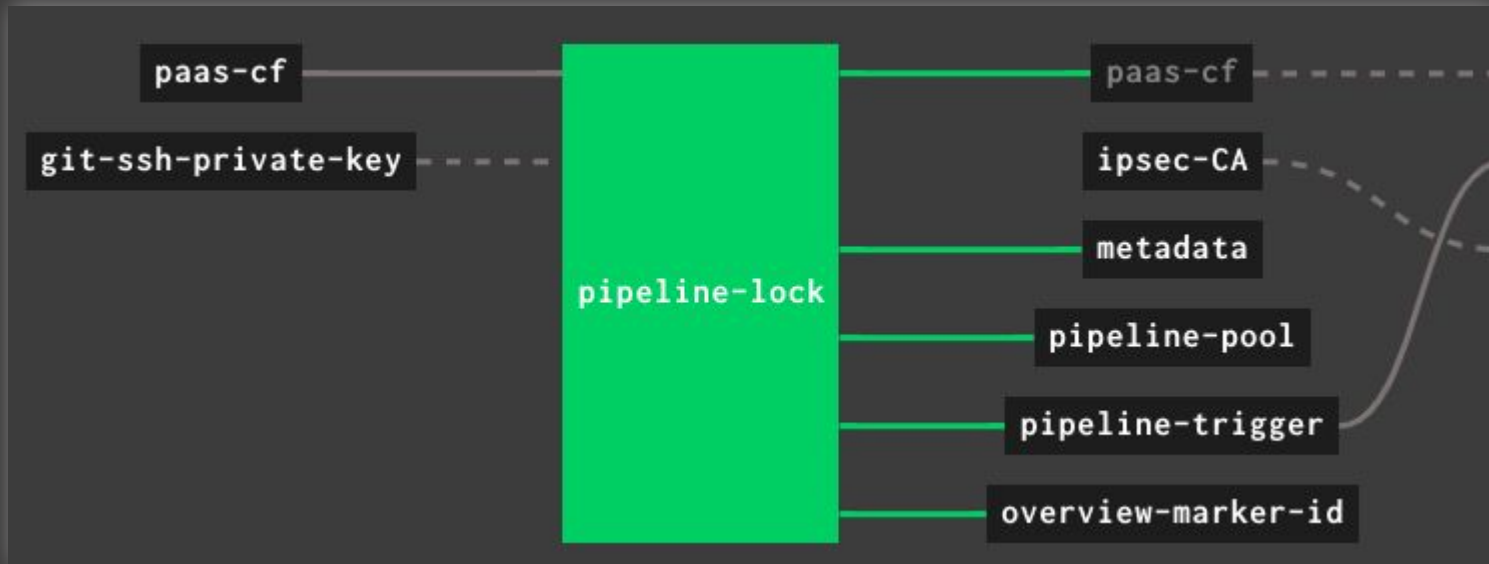 paas-cf
git-ssh-private-key
pipeline-lock
paas-cf
ipsec-CA
metadata
pipeline-pool
pipeline-trigger
overview-marker-id